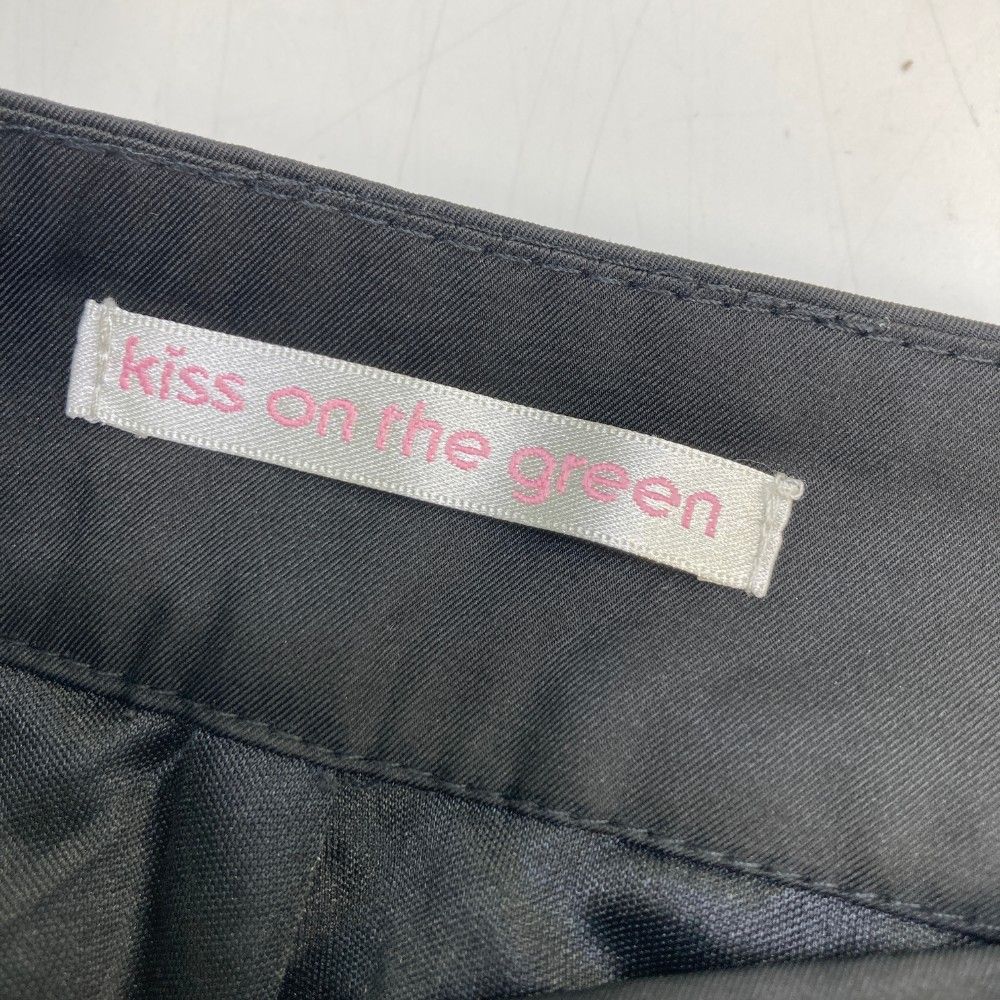 kiss on the green